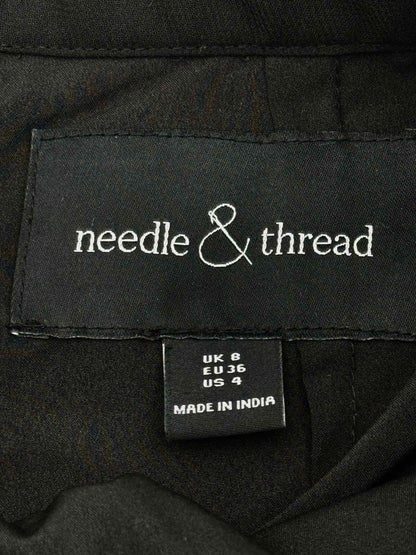 needle & thread
UK 8
EU 36
US 4
MADE IN INDIA